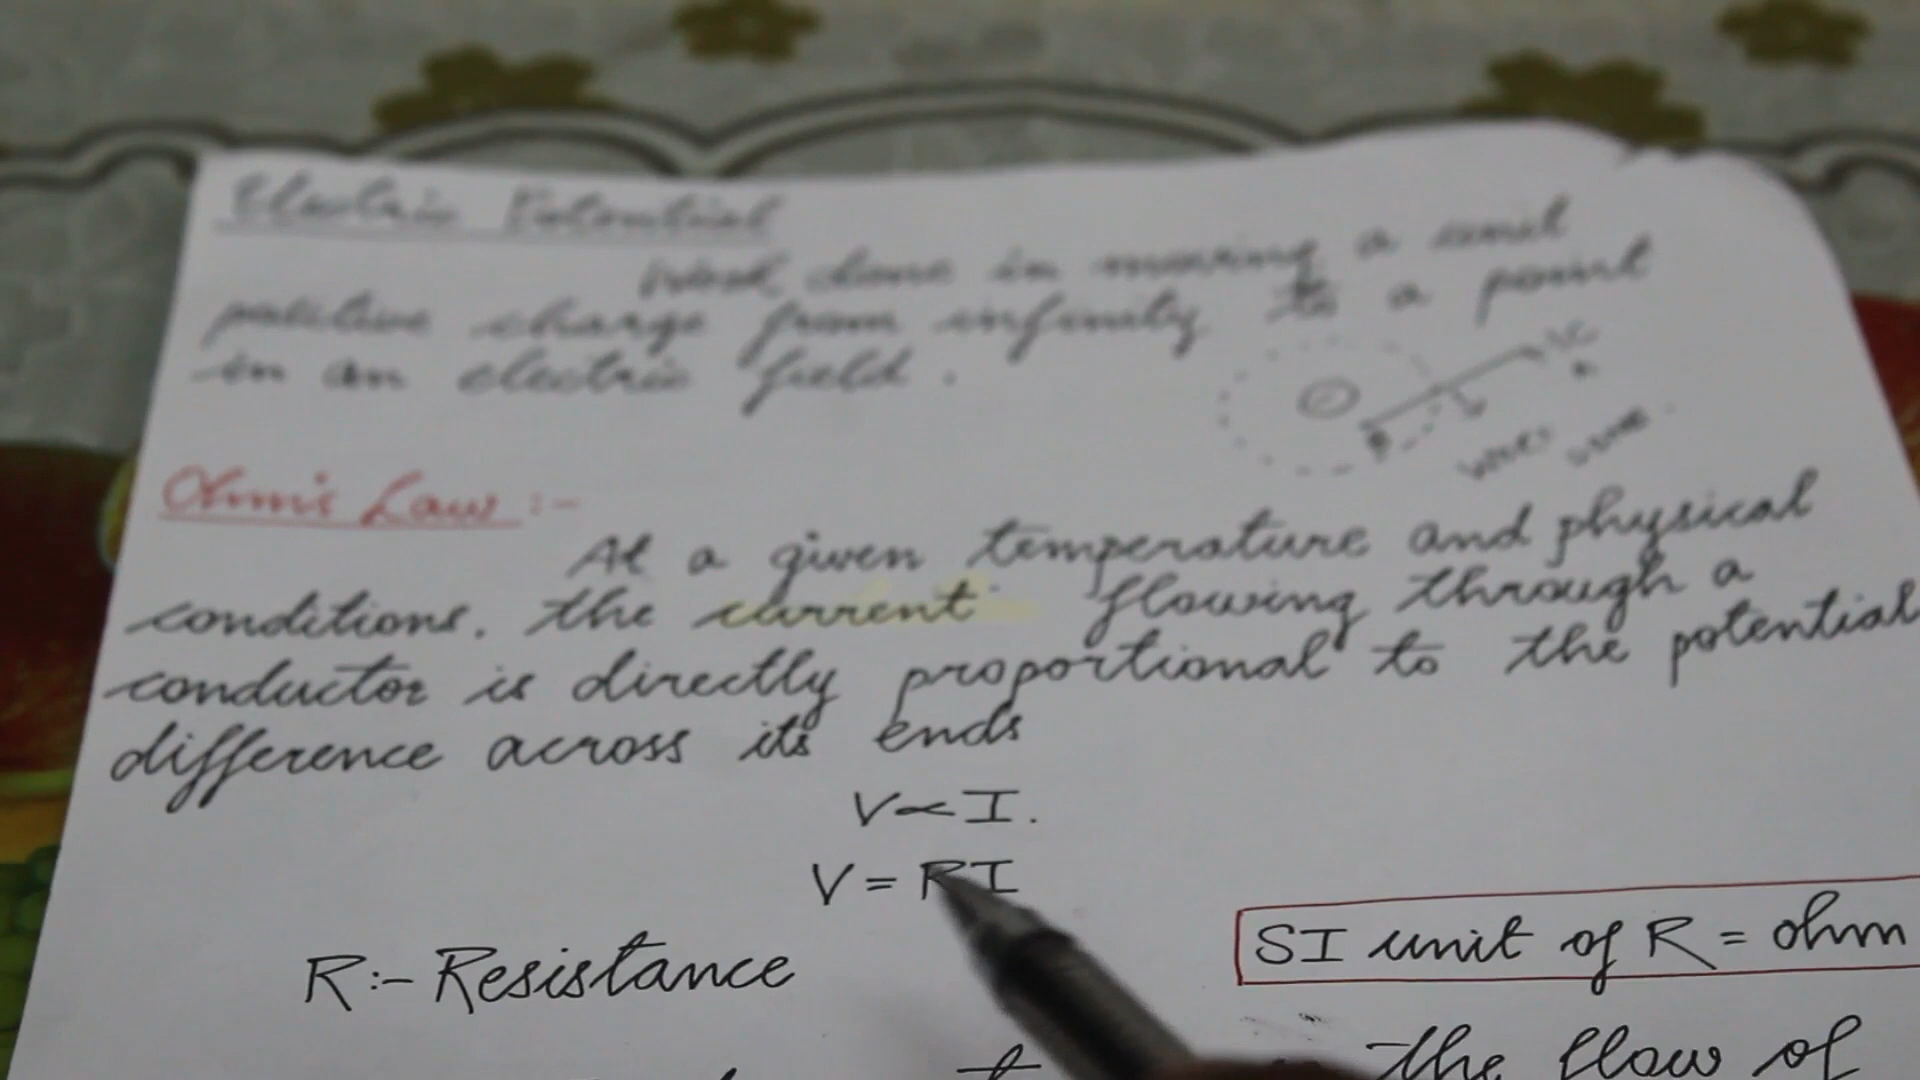 Electric Potential
Work done in moving a unit
positive charge from infinity to a point
in an electric field.
work done.
Ohm's Law :-
At a given temperature and physical
conditions. the current flowing through a
conductor is directly proportional to the potential
difference across its ends
V ∝ I.
V = RI
R:- Resistance
SI unit of R = ohm
the flow of